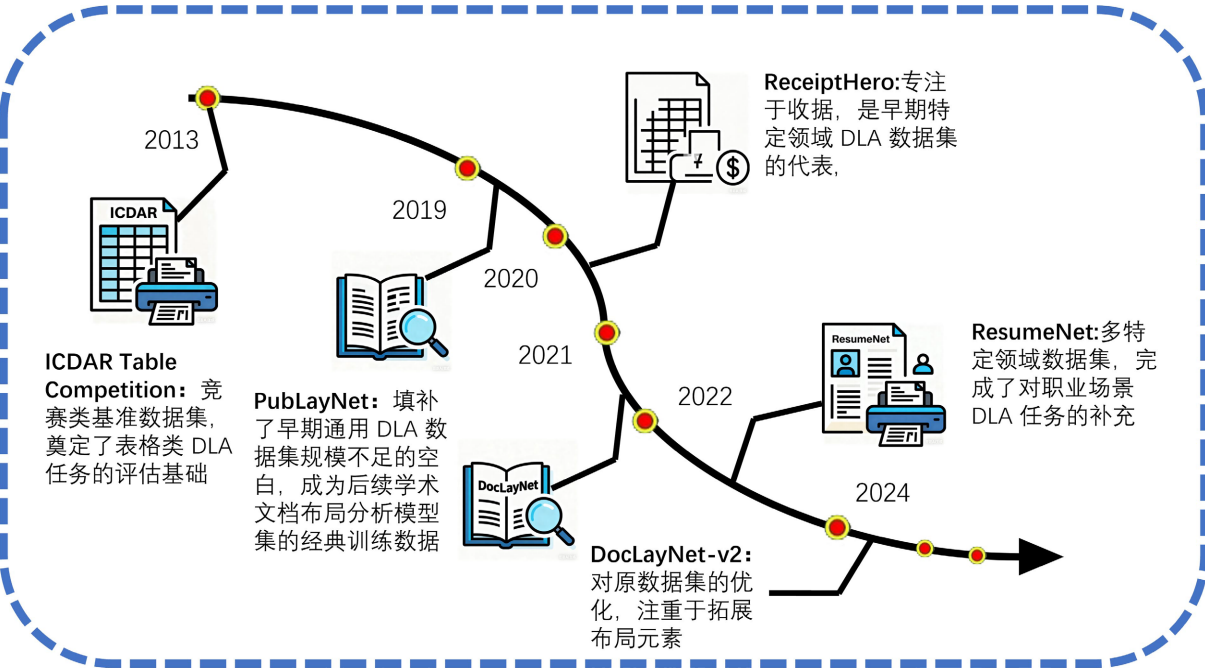 2013
ICDAR
ICDAR Table
Competition：竞
赛类基准数据集，
奠定了表格类 DLA
任务的评估基础
2019
PubLayNet：填补
了早期通用 DLA 数
据集规模不足的空
白，成为后续学术
文档布局分析模型
集的经典训练数据
2020
ReceiptHero:专注
于收据，是早期特
定领域 DLA 数据集
的代表,
$
2021
DocLayNet
2022
ResumeNet
ResumeNet:多特
定领域数据集，完
成了对职业场景
DLA 任务的补充
2024
DocLayNet-v2：
对原数据集的优
化，注重于拓展
布局元素